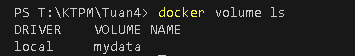 PS T:\KTPM\Tuan4> docker volume ls
DRIVER    VOLUME NAME
local     mydata